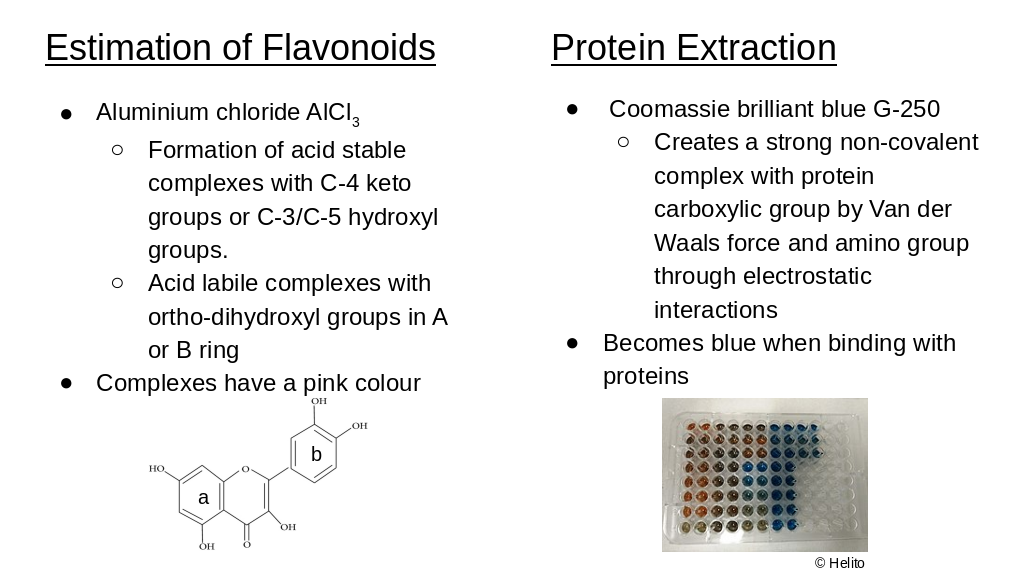 Estimation of Flavonoids
● Aluminium chloride AlCl3
○ Formation of acid stable
complexes with C-4 keto
groups or C-3/C-5 hydroxyl
groups.
○ Acid labile complexes with
ortho-dihydroxyl groups in A
or B ring
● Complexes have a pink colour
OH
OH
b
HO
O
a
OH
OH
O
Protein Extraction
● Coomassie brilliant blue G-250
○ Creates a strong non-covalent
complex with protein
carboxylic group by Van der
Waals force and amino group
through electrostatic
interactions
● Becomes blue when binding with
proteins
© Helito